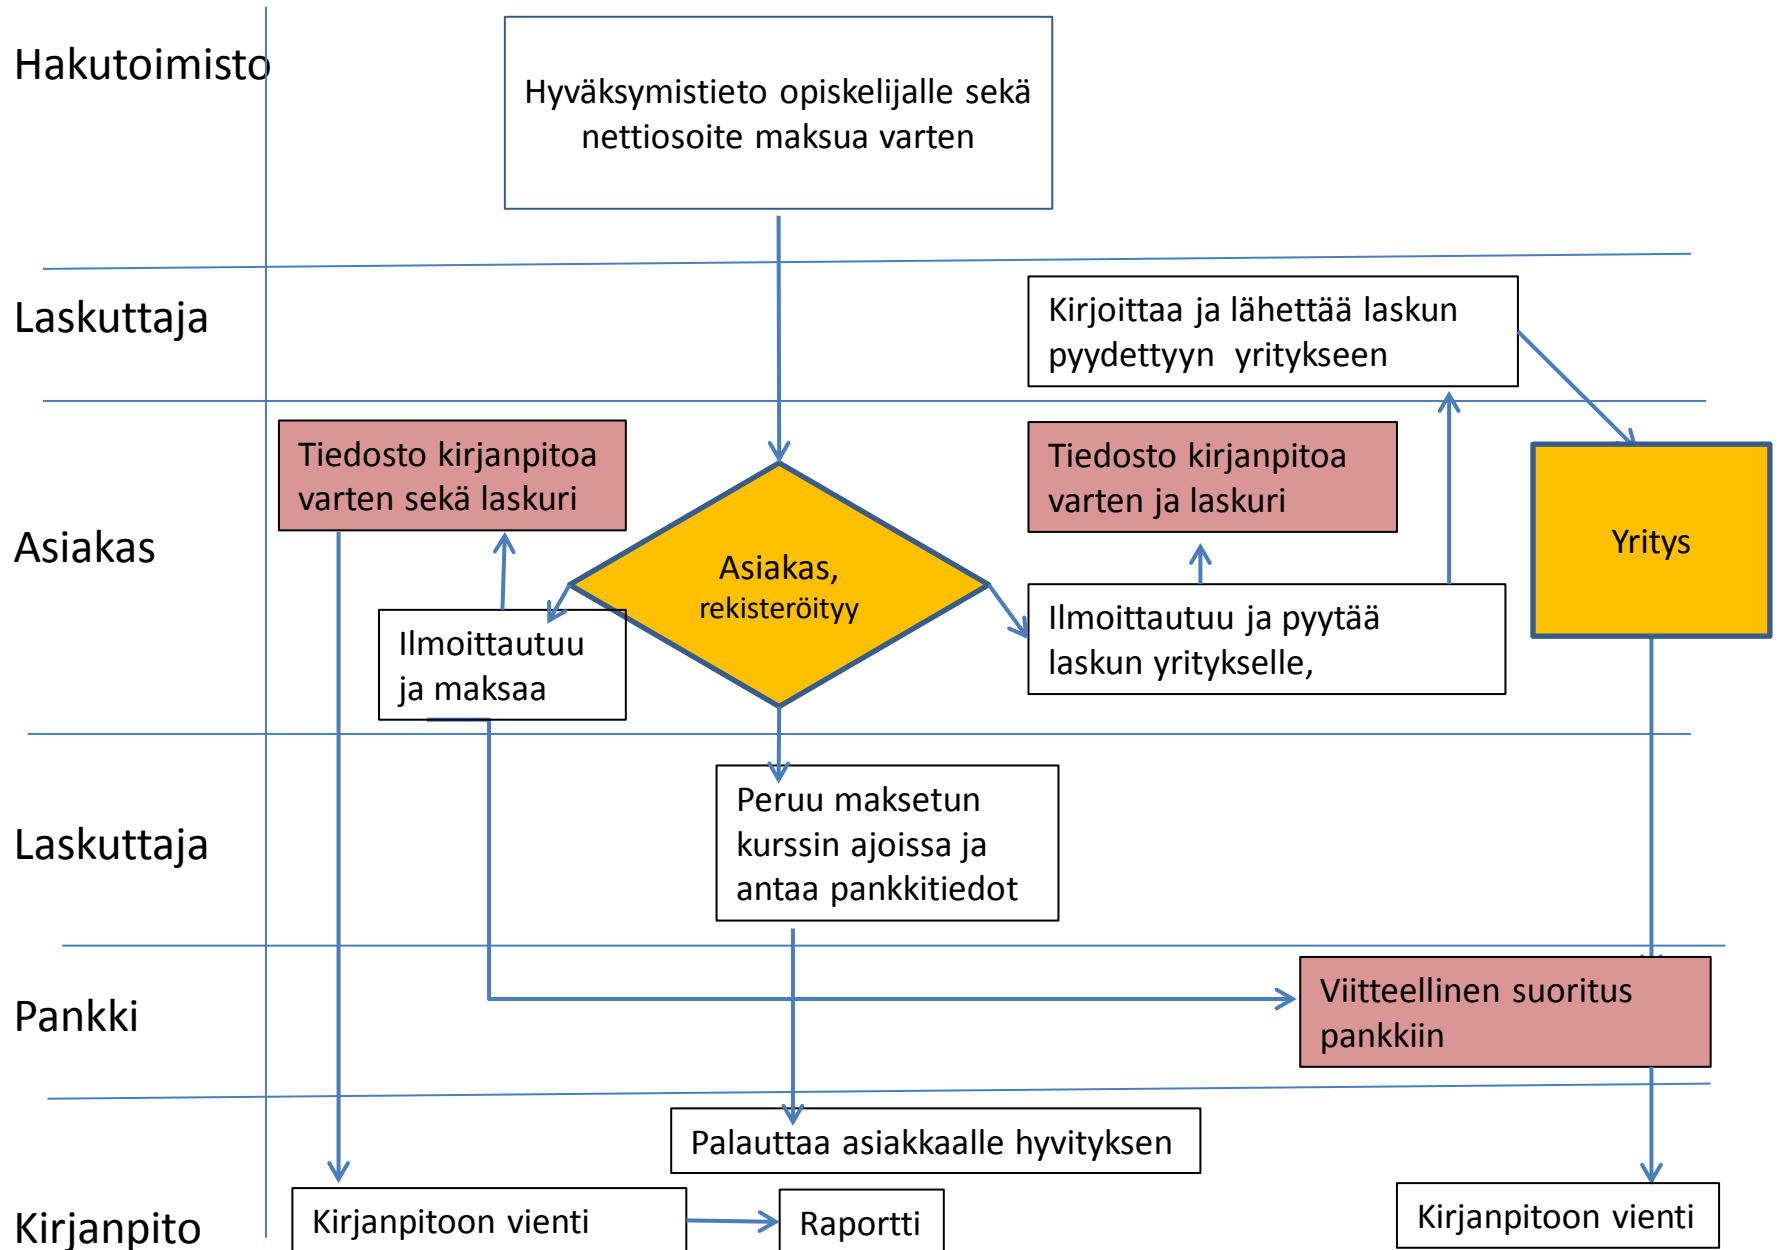 Hakutoimisto
Hyväksymistieto opiskelijalle sekä
nettiosoite maksua varten
Laskuttaja
Kirjoittaa ja lähettää laskun
pyydettyyn yritykseen
Asiakas
Tiedosto kirjanpitoa
varten sekä laskuri
Asiakas,
rekisteröityy
Tiedosto kirjanpitoa
varten ja laskuri
Yritys
Ilmoittautuu
ja maksaa
Ilmoittautuu ja pyytää
laskun yritykselle,
Laskuttaja
Peruu maksetun
kurssin ajoissa ja
antaa pankkitiedot
Pankki
Viitteellinen suoritus
pankkiin
Palauttaa asiakkaalle hyvityksen
Kirjanpito
Kirjanpitoon vienti
Raportti
Kirjanpitoon vienti